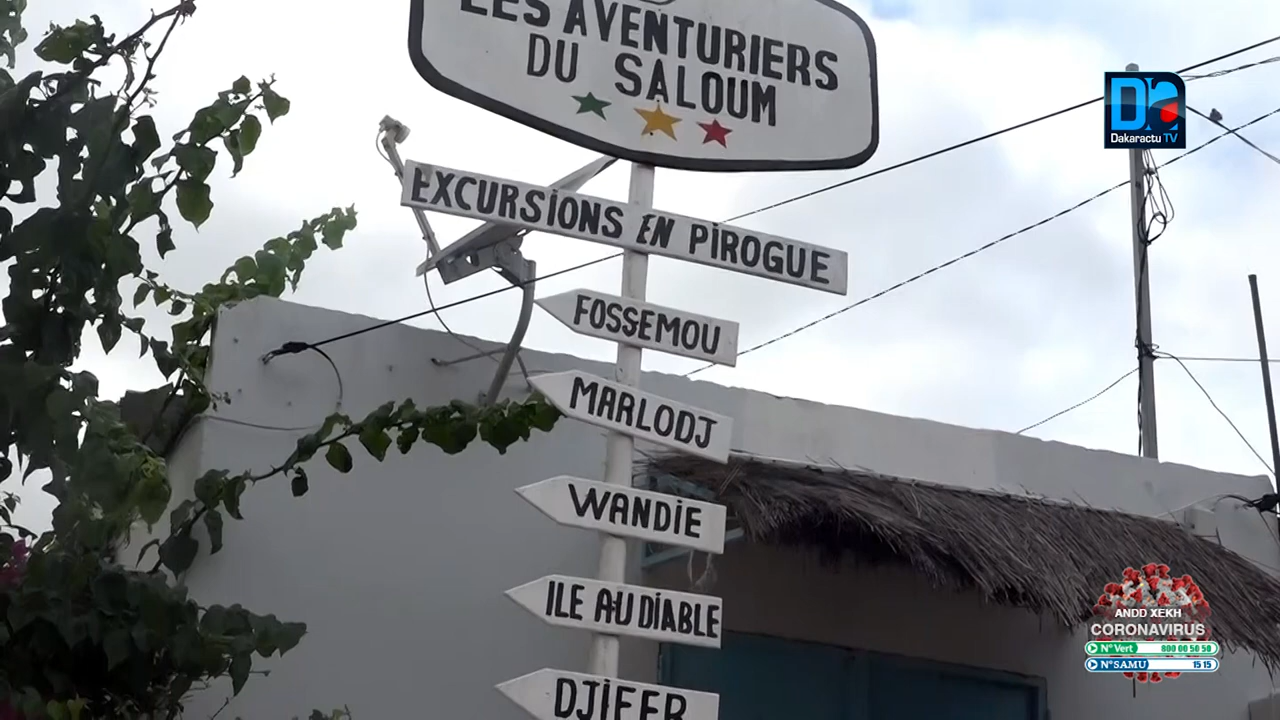 LES AVENTURIERS
DU SALOUM
EXCURSIONS EN PIROGUE
FOSSEMOU
MARLODJ
WANDIE
ILE AU DIABLE
DJIFER
Dakaractu TV
ANDD XEKH
CORONAVIRUS
N° Vert 800 00 50 50
N° SAMU 15 15